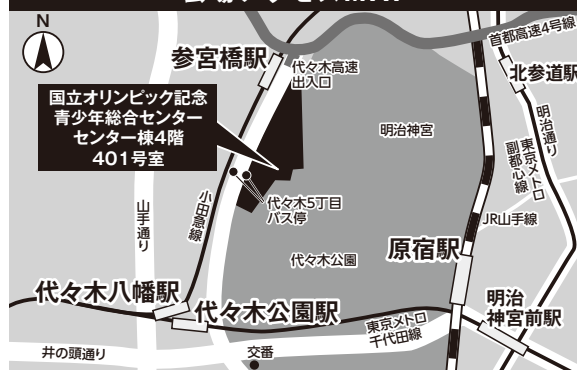 N
首都高速4号線
参宮橋駅
代々木高速
出入口
北参道駅
国立オリンピック記念
青少年総合センター
センター棟4階
401号室
明治神宮
明治通り
東京メトロ
副都心線
代々木5丁目
バス停
小田急線
山手通り
JR山手線
代々木公園
原宿駅
代々木八幡駅
代々木公園駅
明治
神宮前駅
東京メトロ
千代田線
井の頭通り
交番